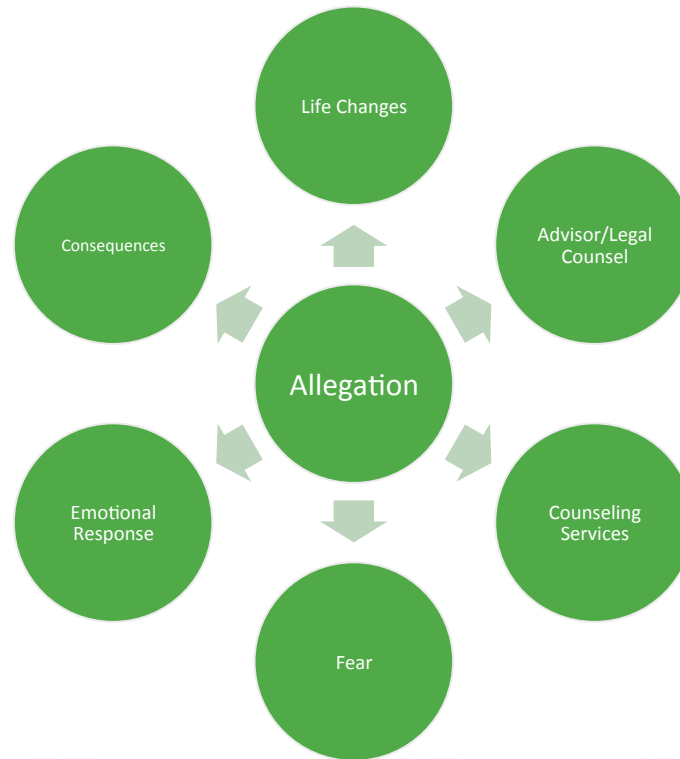 Life Changes
Consequences
Advisor/Legal
Counsel
Allegation
Emotional
Response
Counseling
Services
Fear